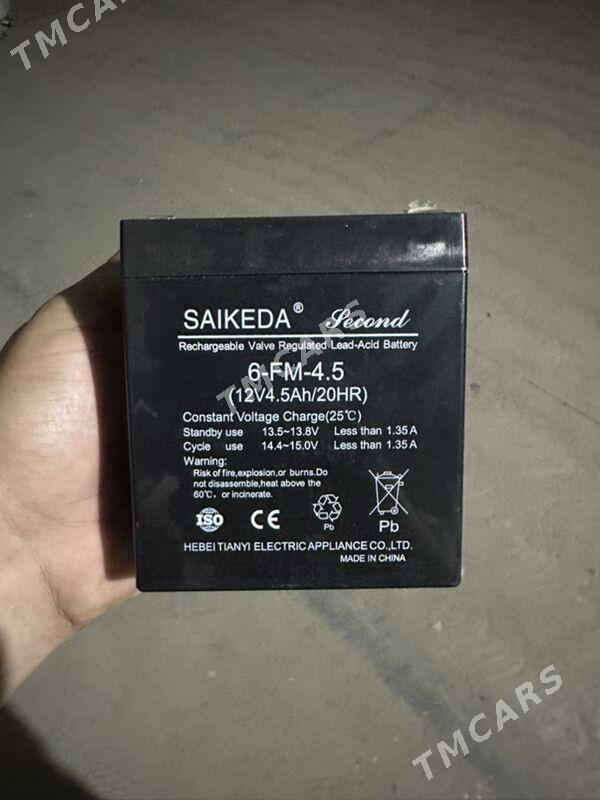 TMCARS
SAIKEDA® Second
Rechargeable Valve Regulated Lead-Acid Battery
6-FM-4.5
(12V4.5Ah/20HR)
TMCARS
Constant Voltage Charge(25℃)
Standby use 13.5~13.8V Less than 1.35A
Cycle use 14.4~15.0V Less than 1.35A
Warning:
Risk of fire,explosion,or burns.Do
not disassemble,heat above the
60℃, or incinerate.
ISO CE Pb Pb
HEBEI TIANYI ELECTRIC APPLIANCE CO.,LTD.
MADE IN CHINA
TMCARS